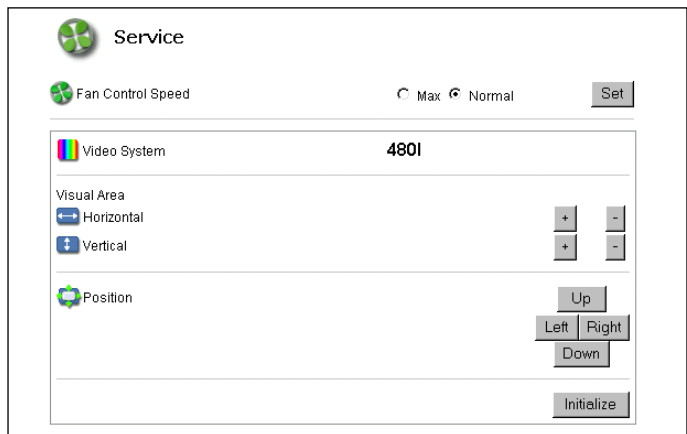 Service
Fan Control Speed Max Normal Set
Video System 480I
Visual Area
Horizontal + -
Vertical + -
Position Up
Left Right
Down
Initialize